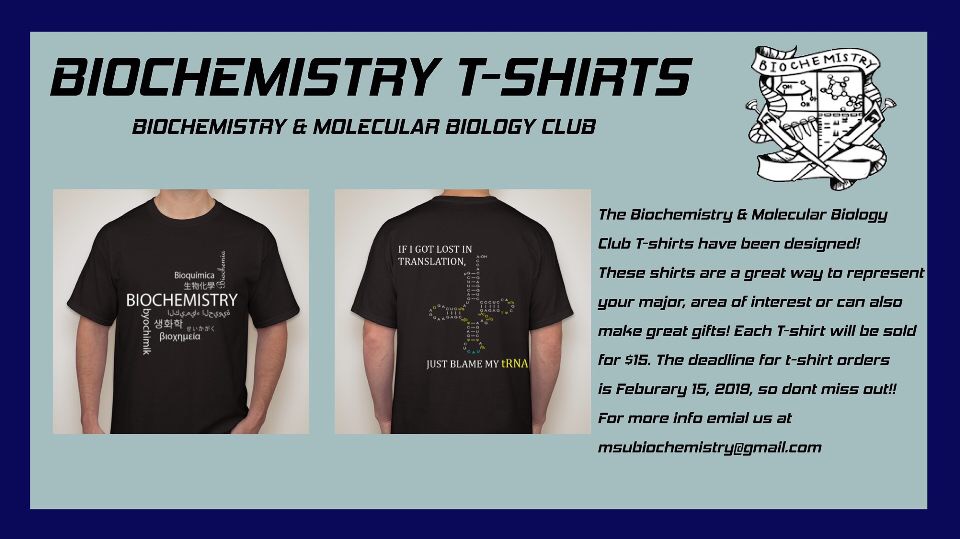 BIOCHEMISTRY T-SHIRTS
BIOCHEMISTRY & MOLECULAR BIOLOGY CLUB
BIOCHEMISTRY
Bioquímica
Biochemia
生物化學
BIOCHEMISTRY
byochimik
الكيمياء الحيوية
생화학
せいかがく
βιοχημεία
IF I GOT LOST IN
TRANSLATION,
JUST BLAME MY tRNA
The Biochemistry & Molecular Biology
Club T-shirts have been designed!
These shirts are a great way to represent
your major, area of interest or can also
make great gifts! Each T-shirt will be sold
for $15. The deadline for t-shirt orders
is Feburary 15, 2019, so dont miss out!!
For more info emial us at
msubiochemistry@gmail.com